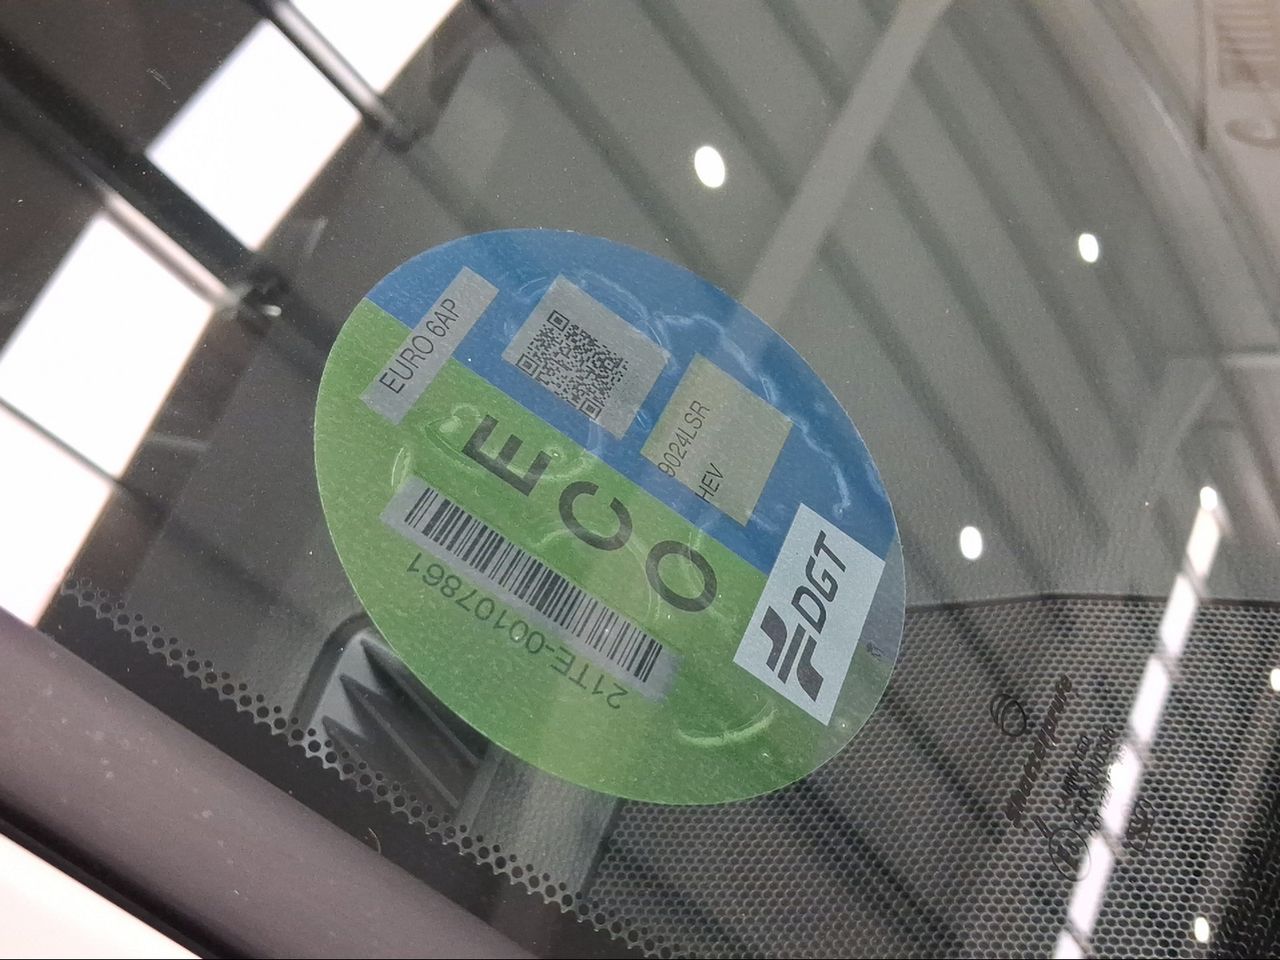 EURO 6AP
9024LSR
HEV
ECO
DGT
21TE-00107861